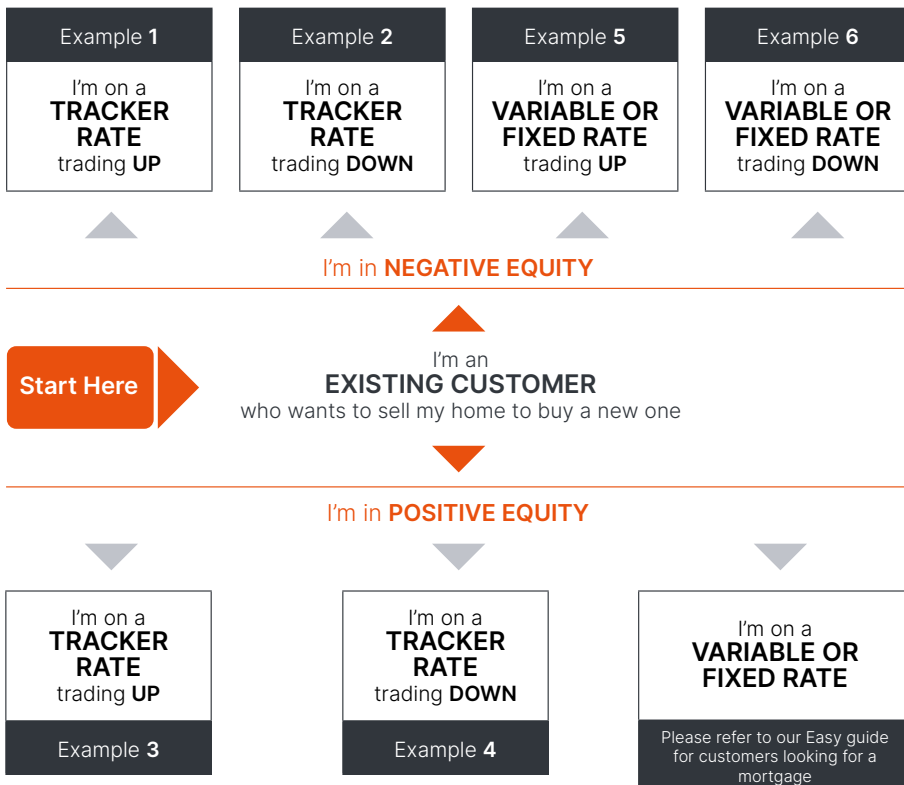 Example 1
I'm on a
TRACKER
RATE
trading UP
Example 2
I'm on a
TRACKER
RATE
trading DOWN
Example 5
I'm on a
VARIABLE OR
FIXED RATE
trading UP
Example 6
I'm on a
VARIABLE OR
FIXED RATE
trading DOWN
I'm in NEGATIVE EQUITY
Start Here
I'm an
EXISTING CUSTOMER
who wants to sell my home to buy a new one
I'm in POSITIVE EQUITY
I'm on a
TRACKER
RATE
trading UP
Example 3
I'm on a
TRACKER
RATE
trading DOWN
Example 4
I'm on a
VARIABLE OR
FIXED RATE
Please refer to our Easy guide
for customers looking for a
mortgage